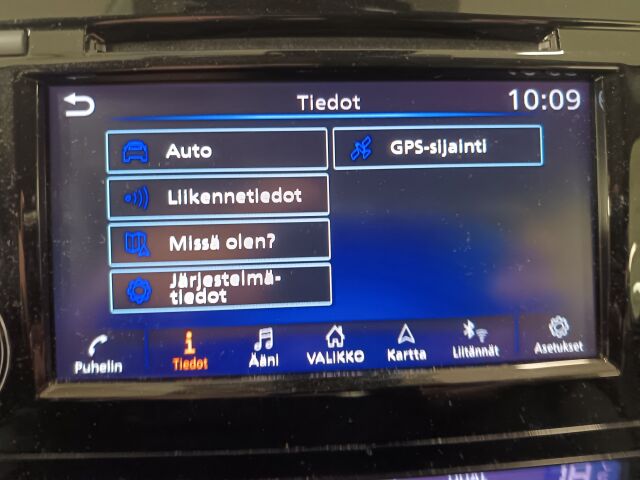 Tiedot 10:09
Auto GPS-sijainti
Liikennetiedot
Missä olen?
Järjestelmä-
tiedot
Puhelin Tiedot Ääni VALIKKO Kartta Liitännät Asetukset